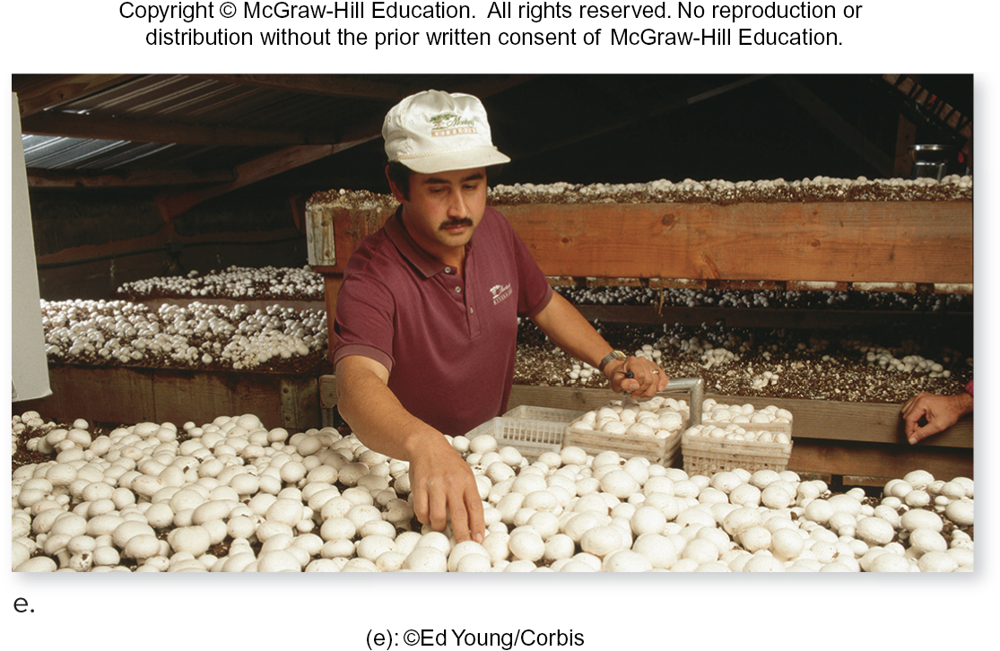 Copyright © McGraw-Hill Education. All rights reserved. No reproduction or
distribution without the prior written consent of McGraw-Hill Education.
e.
(e): ©Ed Young/Corbis